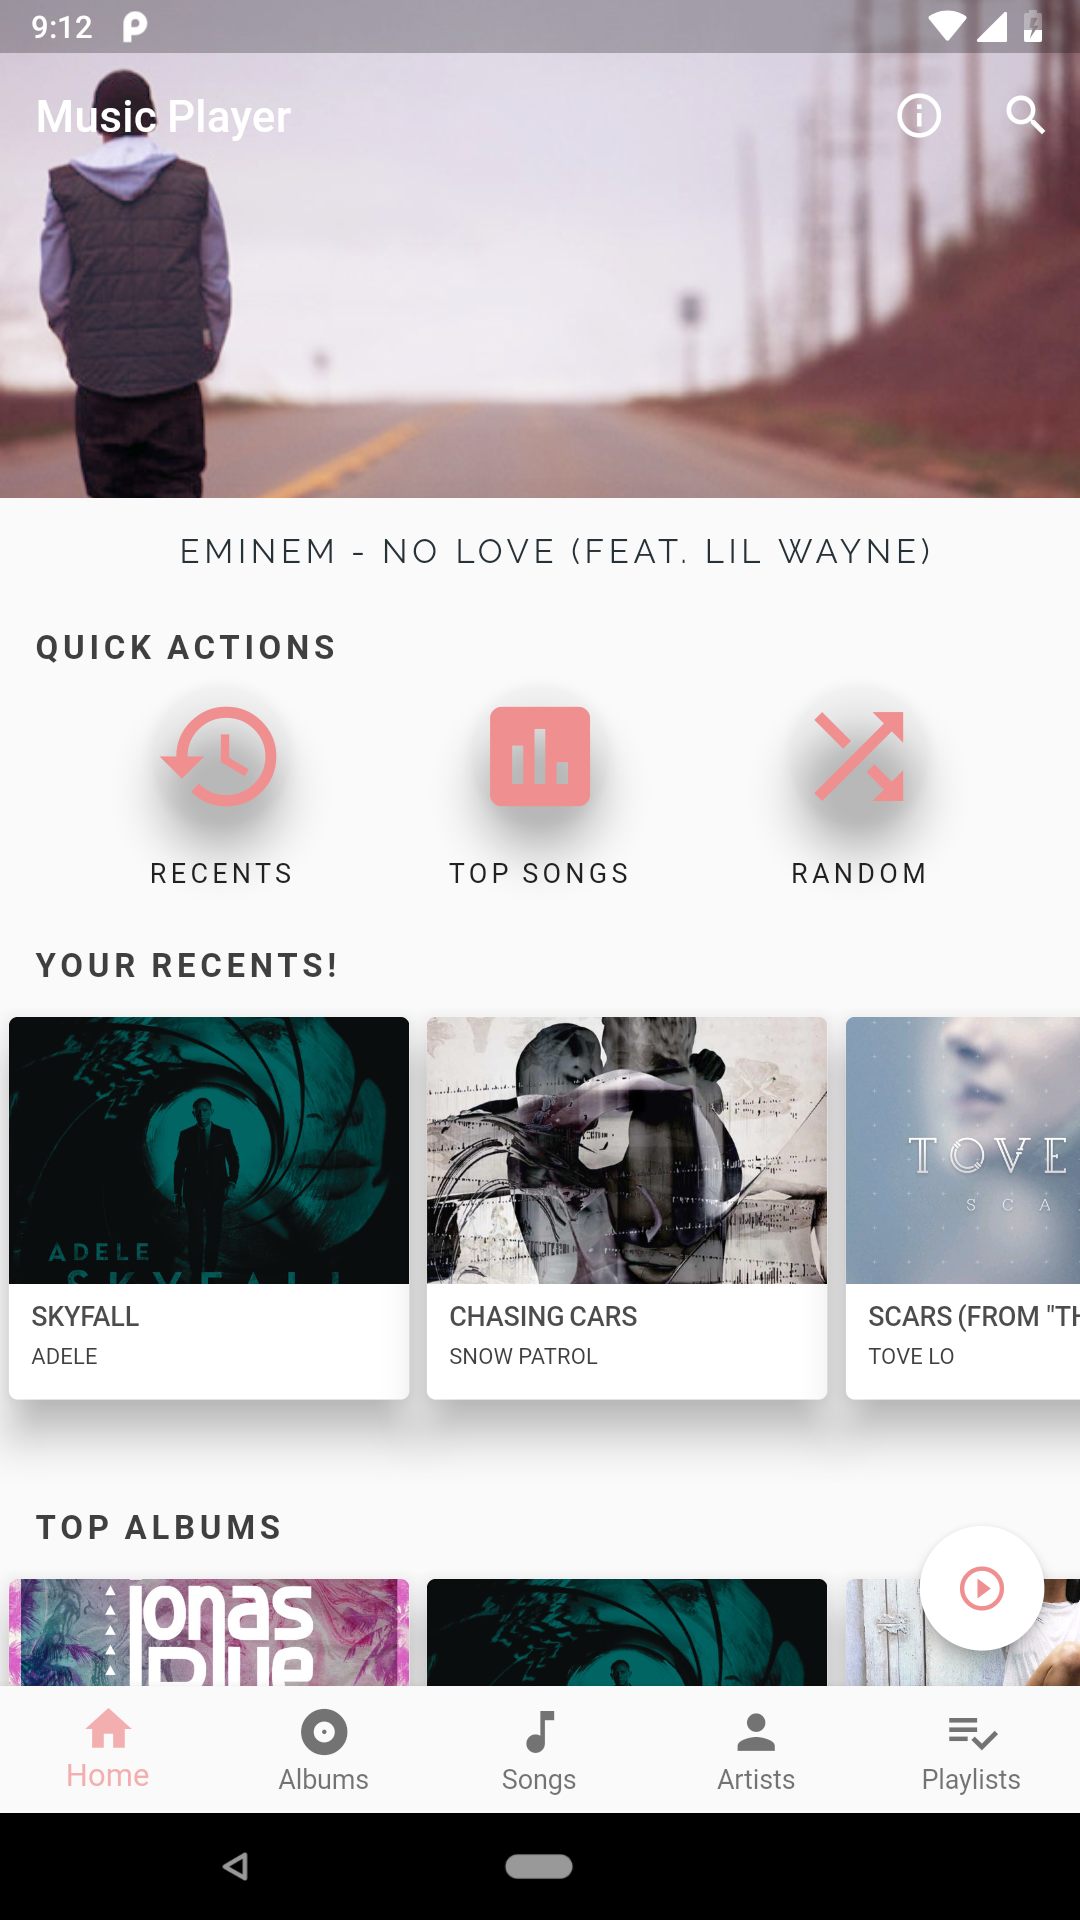 9:12
Music Player
EMINEM - NO LOVE (FEAT. LIL WAYNE)
QUICK ACTIONS
RECENTS
TOP SONGS
RANDOM
YOUR RECENTS!
ADELE
SKYFALL
TOVE
S C A
SKYFALL
ADELE
CHASING CARS
SNOW PATROL
SCARS (FROM "TH
TOVE LO
TOP ALBUMS
Jonas
Blue
Home
Albums
Songs
Artists
Playlists